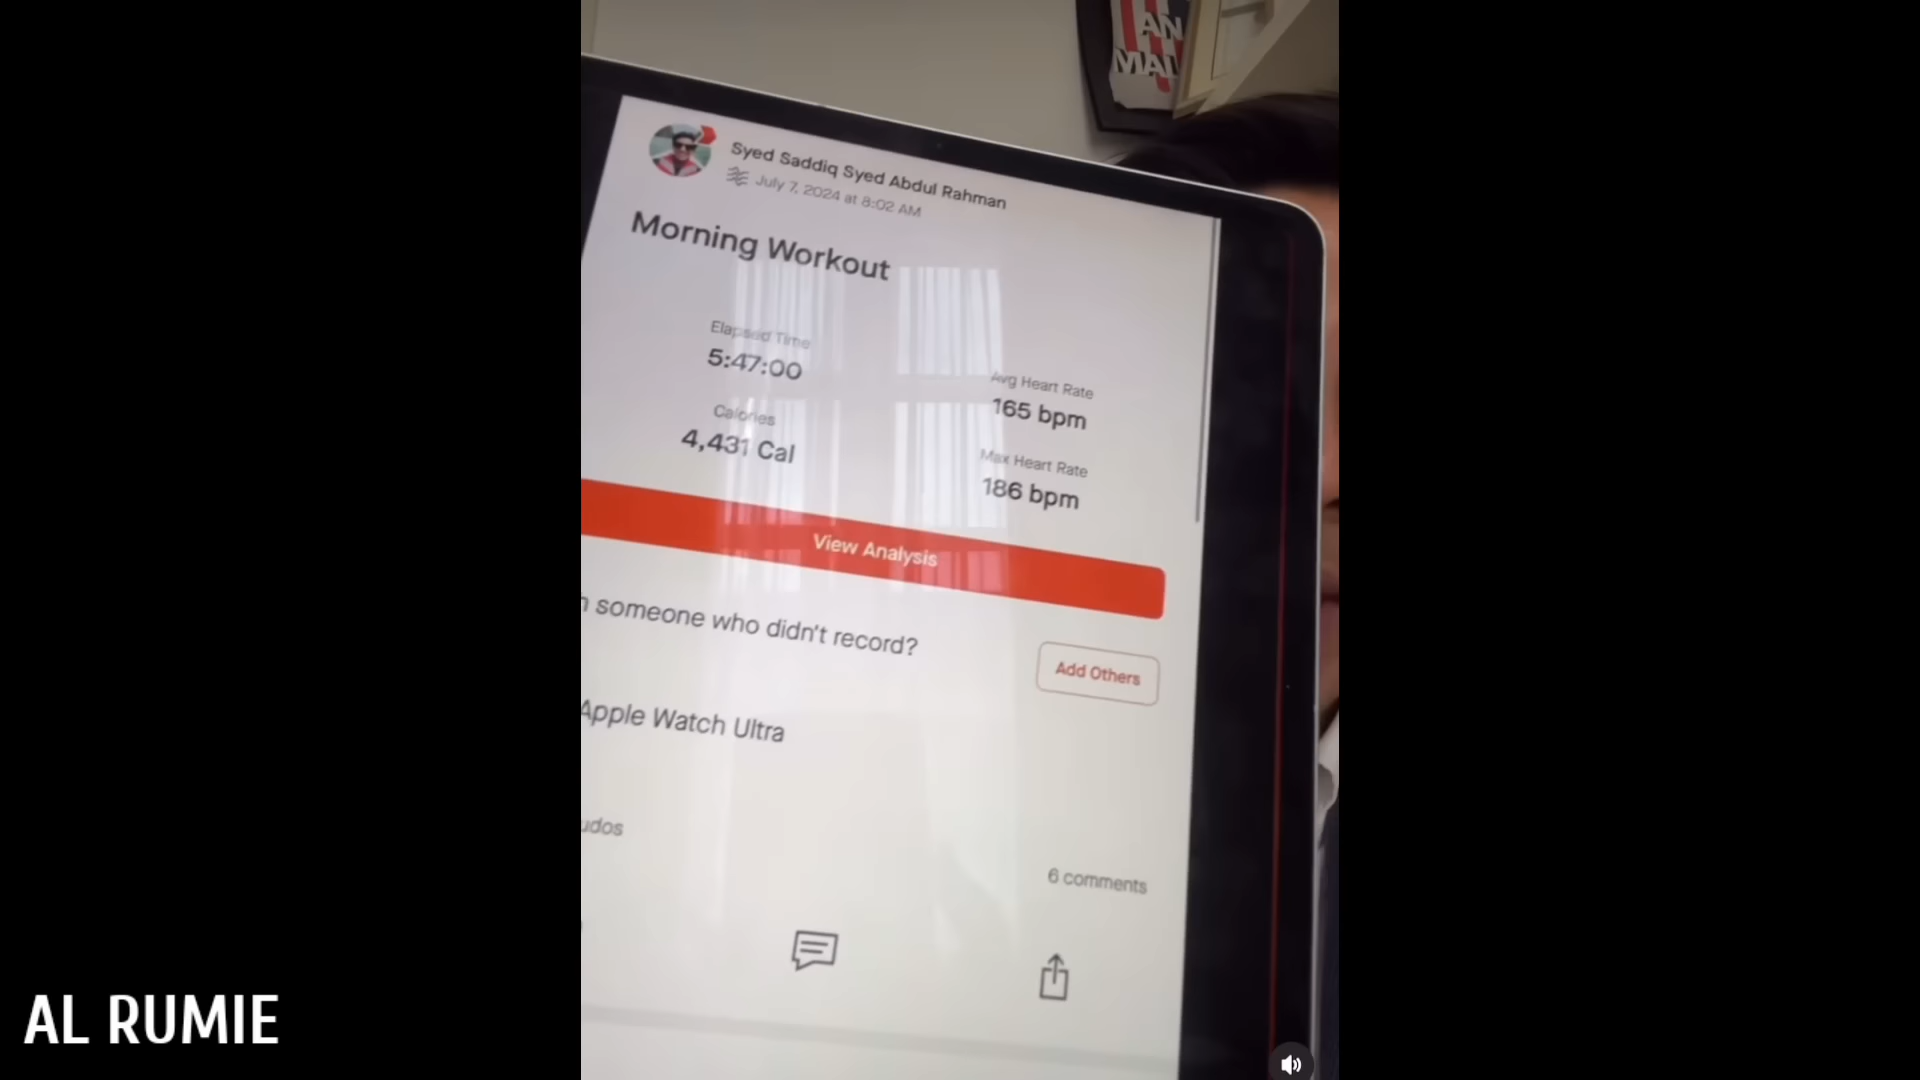 AN
MAL
Syed Saddiq Syed Abdul Rahman
July 7, 2024 at 8:02 AM
Morning Workout
Elapsed Time
5:47:00
Avg Heart Rate
165 bpm
Calories
4,431 Cal
Max Heart Rate
186 bpm
View Analysis
someone who didn't record?
Add Others
Apple Watch Ultra
udos
6 comments
AL RUMIE